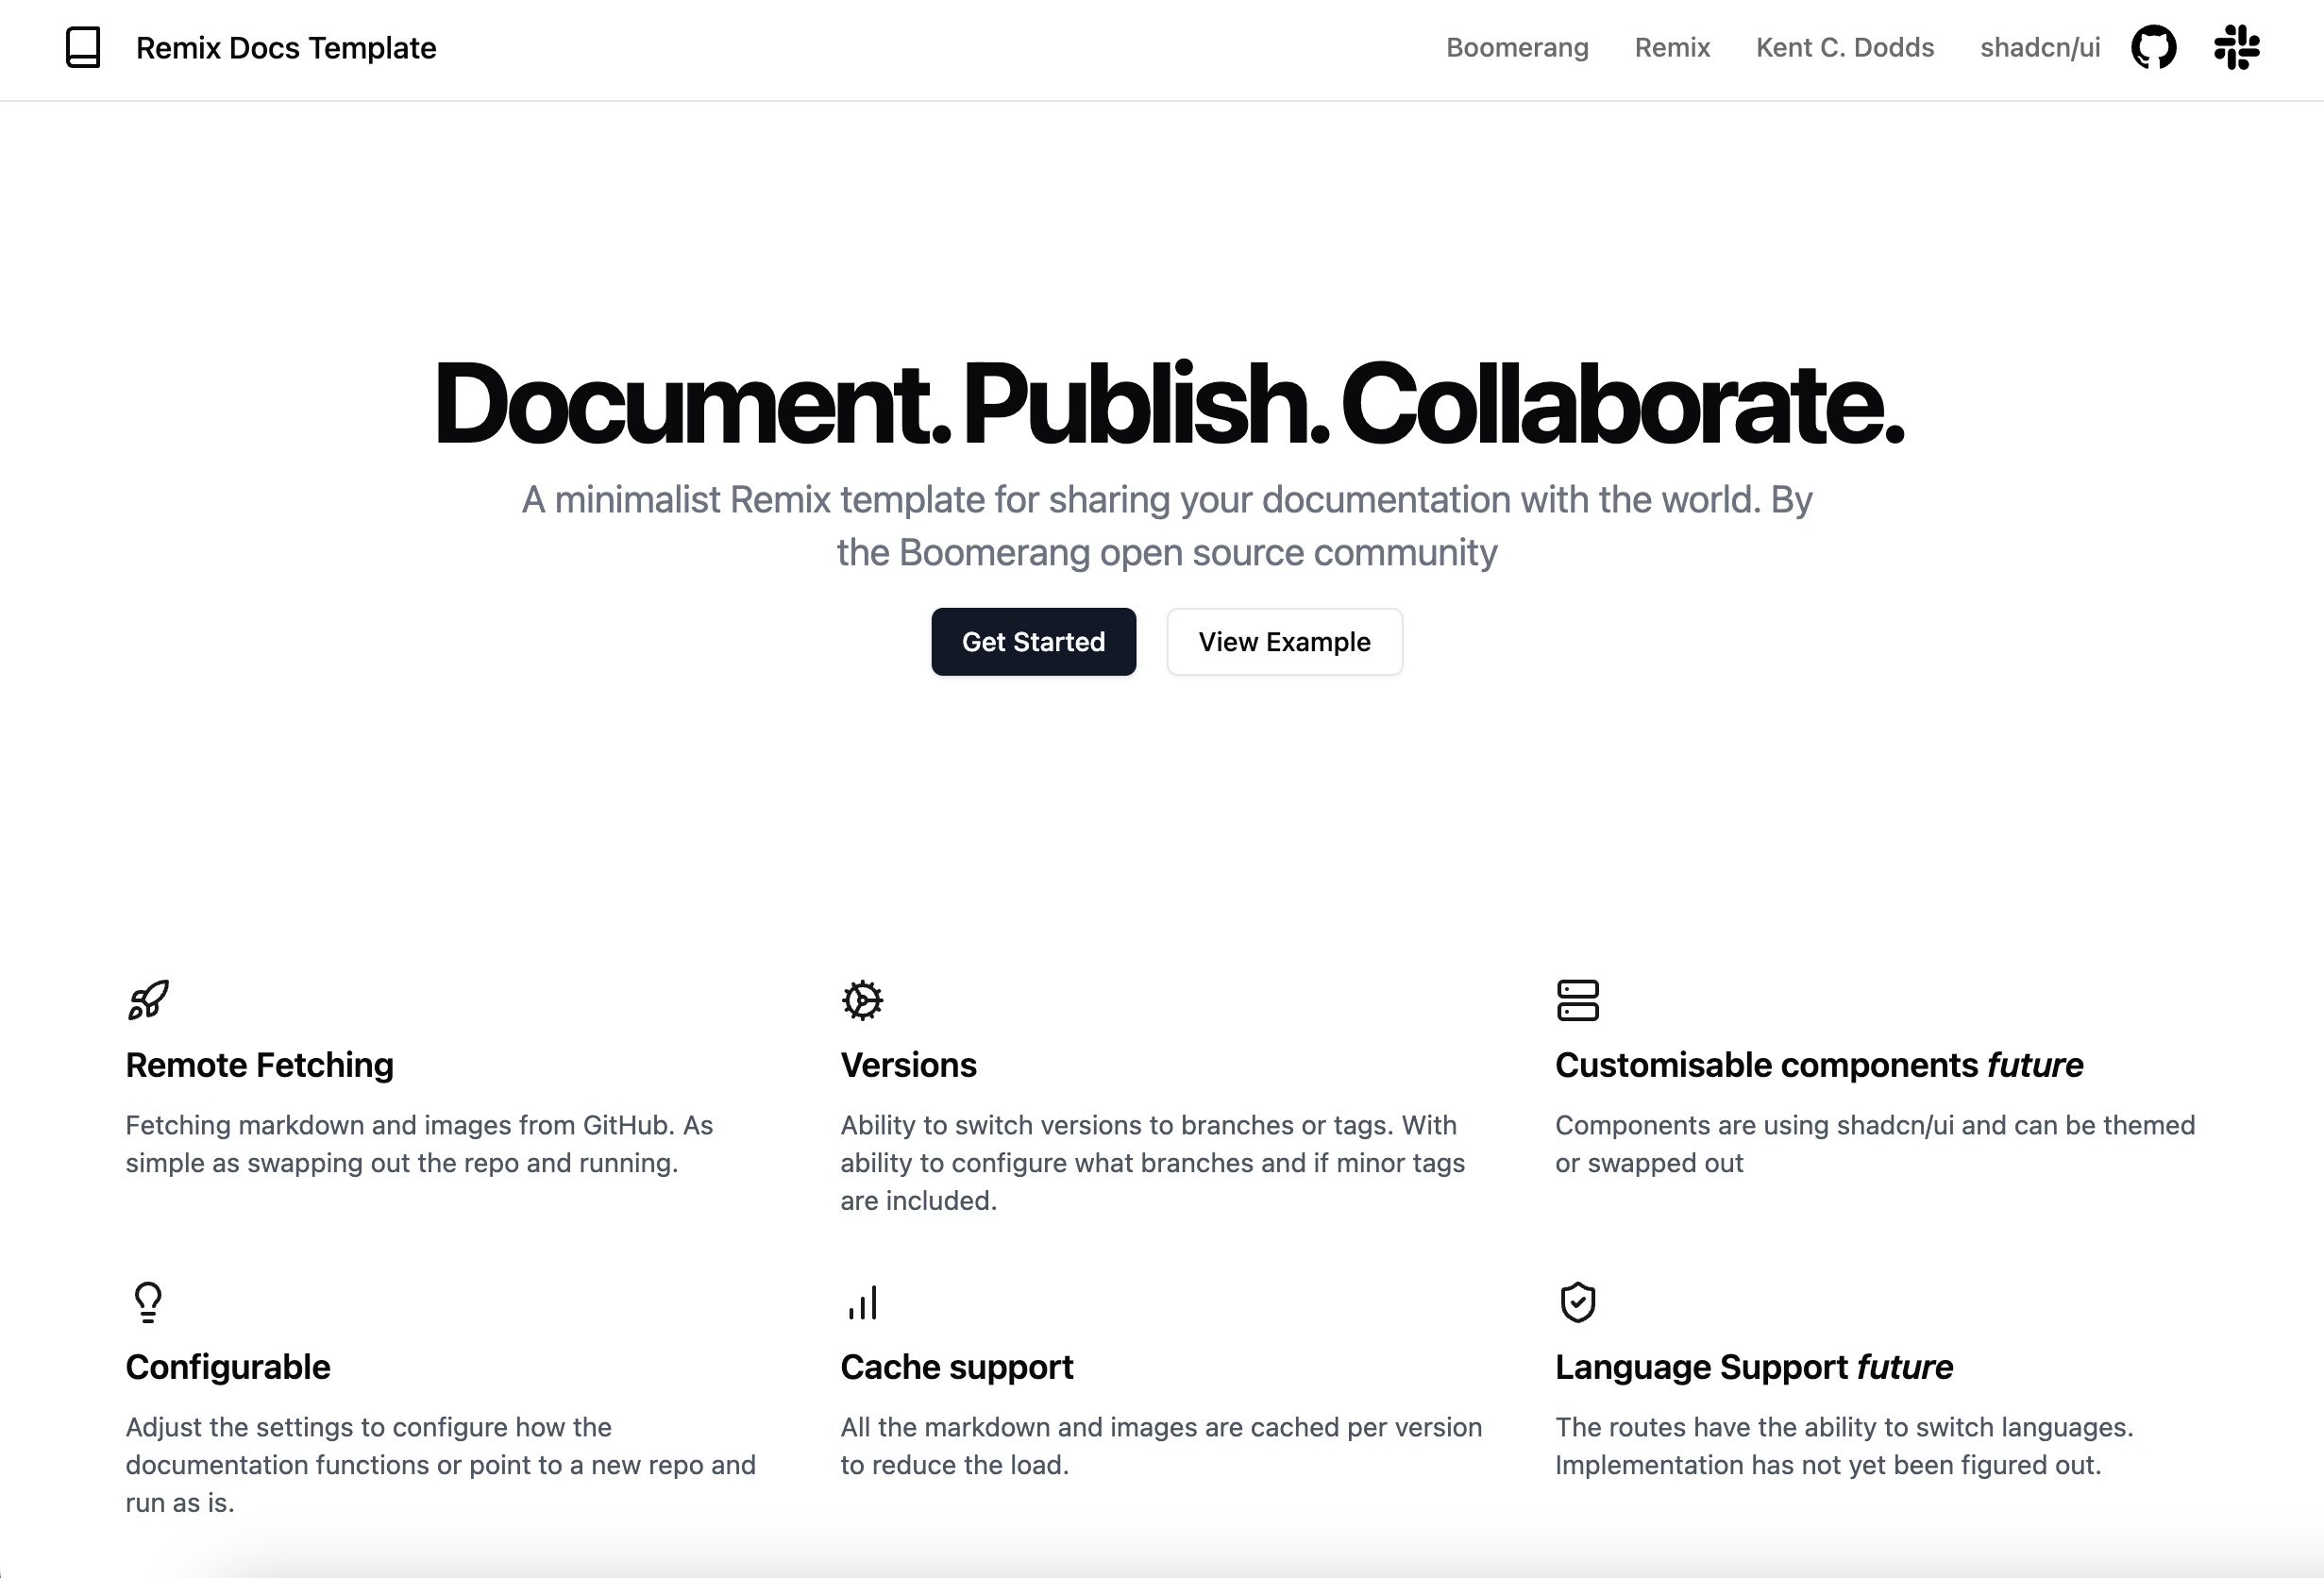 Remix Docs Template
Boomerang
Remix
Kent C. Dodds
shadcn/ui
Document. Publish. Collaborate.
A minimalist Remix template for sharing your documentation with the world. By
the Boomerang open source community
Get Started
View Example
Remote Fetching
Fetching markdown and images from GitHub. As
simple as swapping out the repo and running.
Versions
Ability to switch versions to branches or tags. With
ability to configure what branches and if minor tags
are included.
Customisable components future
Components are using shadcn/ui and can be themed
or swapped out
Configurable
Adjust the settings to configure how the
documentation functions or point to a new repo and
run as is.
Cache support
All the markdown and images are cached per version
to reduce the load.
Language Support future
The routes have the ability to switch languages.
Implementation has not yet been figured out.